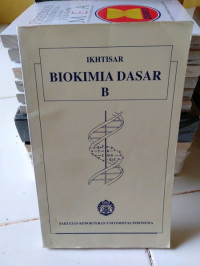 IKHTISAR
BIOKIMIA DASAR
B
FAKULTAS KEDOKTERAN UNIVERSITAS INDONESIA